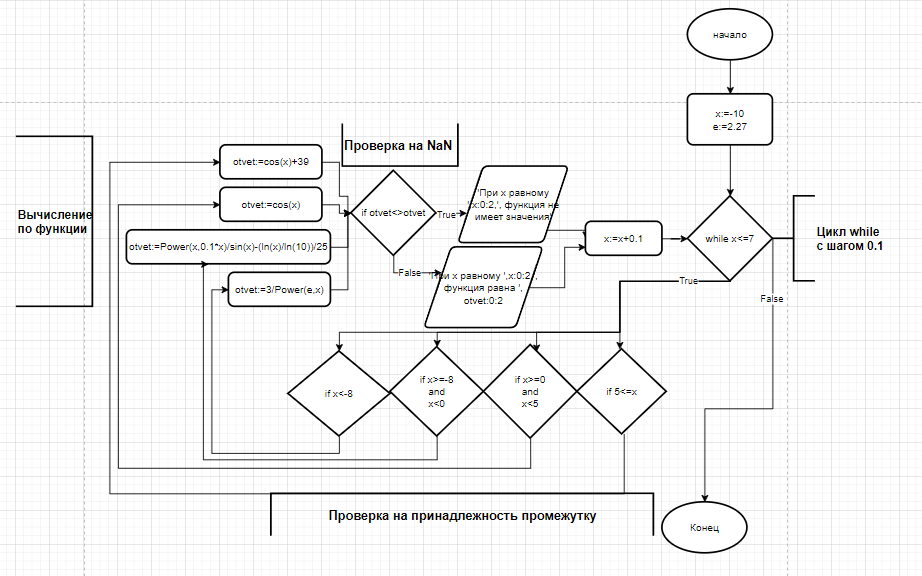 начало
x:=-10
e:=2.27
Проверка на NaN
otvet:=cos(x)+39
otvet:=cos(x)
otvet:=Power(x,0.1*x)/sin(x)-(ln(x)/ln(10))/25
otvet:=3/Power(e,x)
Вычисление
по функции
if otvet<>otvet
True
False
'При х равному
',x:0:2,', функция не
имеет значения'
'При х равному ',x:0:2,',
функция равна ',
otvet:0:2
x:=x+0.1
while x<=7
Цикл while
с шагом 0.1
True
False
if x<-8
if x>=-8
and
x<0
if x>=0
and
x<5
if 5<=x
Проверка на принадлежность промежутку
Конец